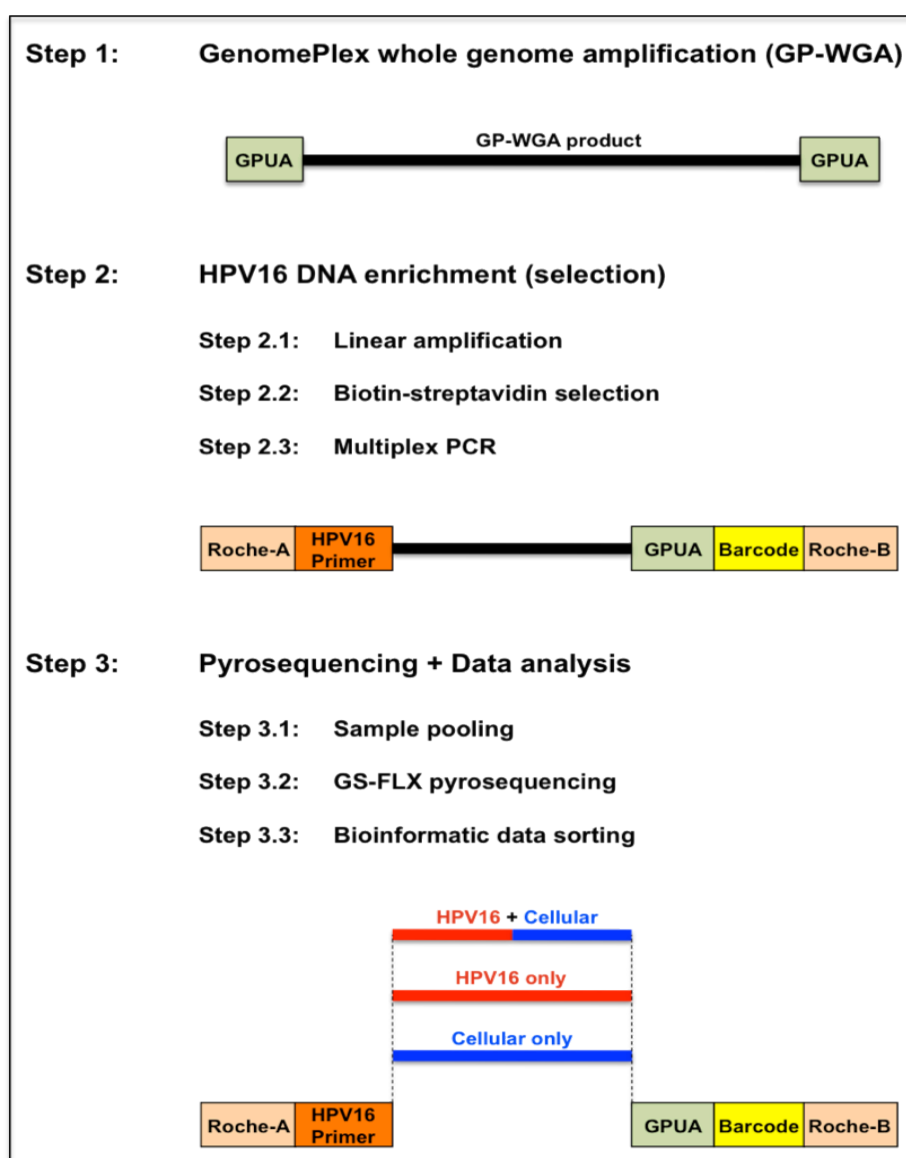 Step 1: GenomePlex whole genome amplification (GP-WGA)
GP-WGA product
GPUA GPUA
Step 2: HPV16 DNA enrichment (selection)
Step 2.1: Linear amplification
Step 2.2: Biotin-streptavidin selection
Step 2.3: Multiplex PCR
Roche-A HPV16 Primer GPUA Barcode Roche-B
Step 3: Pyrosequencing + Data analysis
Step 3.1: Sample pooling
Step 3.2: GS-FLX pyrosequencing
Step 3.3: Bioinformatic data sorting
HPV16 + Cellular
HPV16 only
Cellular only
Roche-A HPV16 Primer GPUA Barcode Roche-B